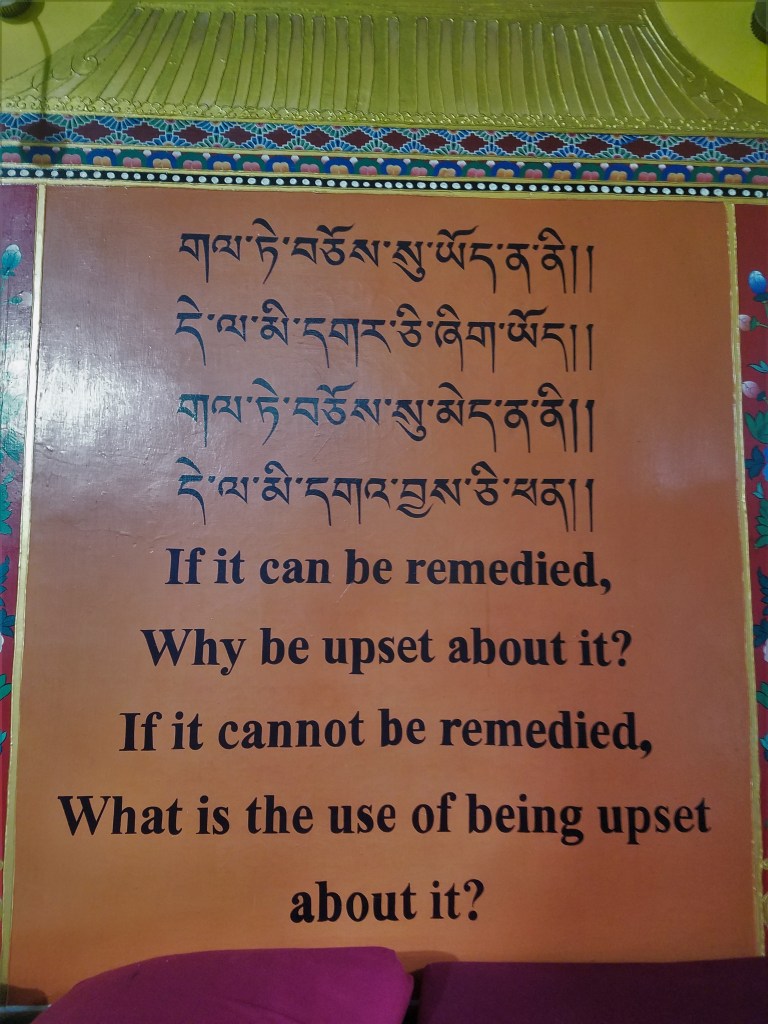 གལ་ཏེ་བཅོས་སུ་ཡོད་ན་ནི།།
དེ་ལ་མི་དགར་ཅི་ཞིག་ཡོད།།
གལ་ཏེ་བཅོས་སུ་མེད་ན་ནི།།
དེ་ལ་མི་དགའ་བྱས་ཅི་ཕན།།
If it can be remedied,
Why be upset about it?
If it cannot be remedied,
What is the use of being upset
about it?